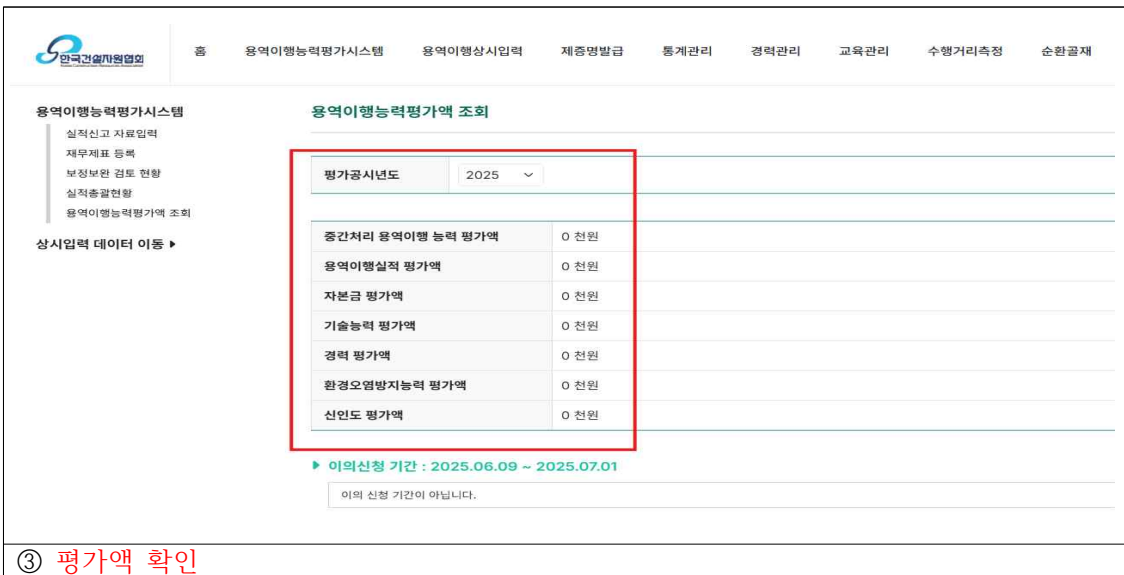 한국건설자원협회
홈 용역이행능력평가시스템 용역이행상시입력 제증명발급 통계관리 경력관리 교육관리 수행거리측정 순환골재
용역이행능력평가시스템
실적신고 자료입력
재무제표 등록
보정보완 검토 현황
실적총괄현황
용역이행능력평가액 조회
상시입력 데이터 이동 ▶
용역이행능력평가액 조회
평가공시년도 2025
중간처리 용역이행 능력 평가액 0 천원
용역이행실적 평가액 0 천원
자본금 평가액 0 천원
기술능력 평가액 0 천원
경력 평가액 0 천원
환경오염방지능력 평가액 0 천원
신인도 평가액 0 천원
▶ 이의신청 기간 : 2025.06.09 ~ 2025.07.01
이의 신청 기간이 아닙니다.
③ 평가액 확인